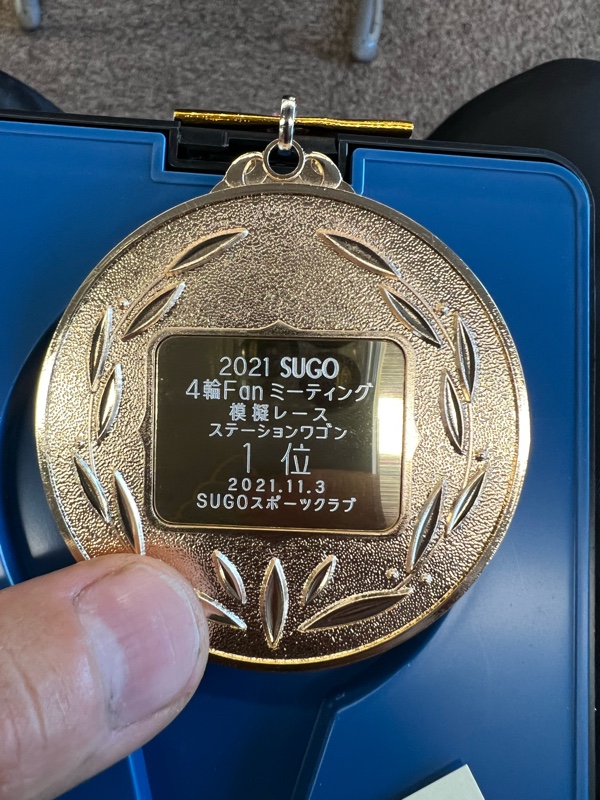 2021 SUGO
4輪Fan ミーティング
模擬レース
ステーションワゴン
1 位
2021.11.3
SUGOスポーツクラブ